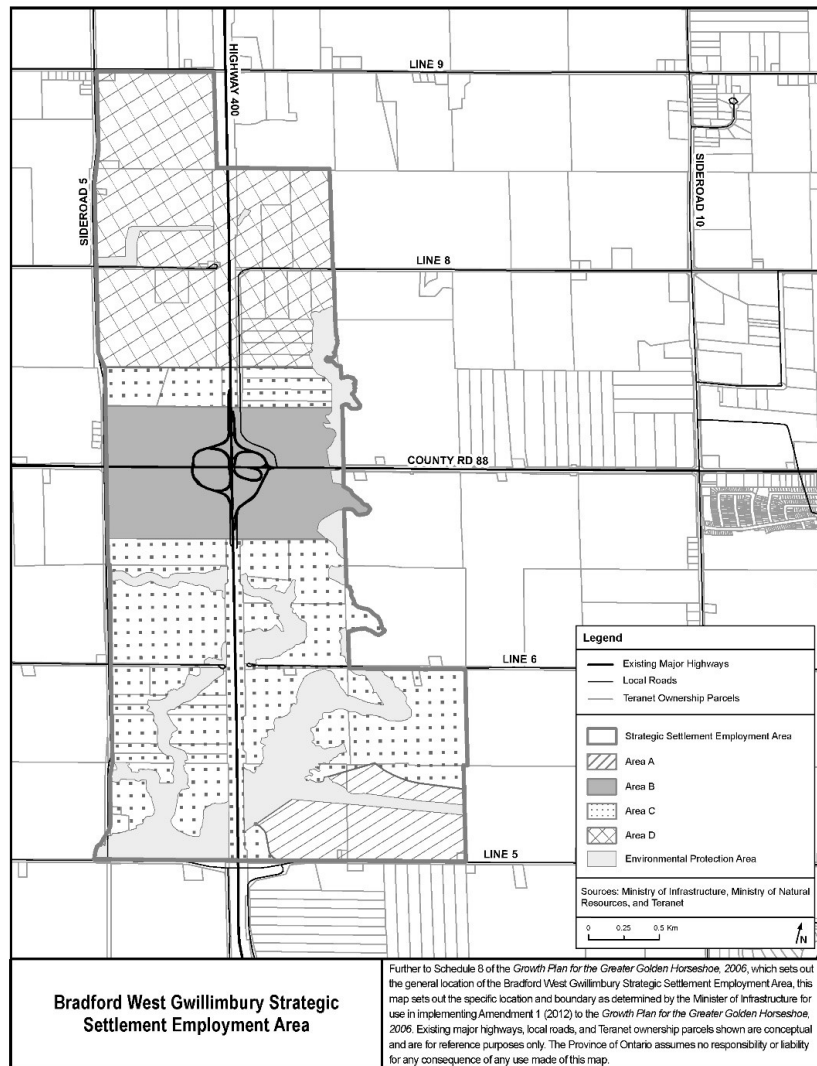 LINE 9
HIGHWAY 400
SIDEROAD 5
SIDEROAD 10
LINE 8
COUNTY RD 88
LINE 6
LINE 5
Legend
Existing Major Highways
Local Roads
Teranet Ownership Parcels
Strategic Settlement Employment Area
Area A
Area B
Area C
Area D
Environmental Protection Area
Sources: Ministry of Infrastructure, Ministry of Natural
Resources, and Teranet
0 0.25 0.5 Km
N
Bradford West Gwillimbury Strategic
Settlement Employment Area
Further to Schedule 8 of the Growth Plan for the Greater Golden Horseshoe, 2006, which sets out
the general location of the Bradford West Gwillimbury Strategic Settlement Employment Area, this
map sets out the specific location and boundary as determined by the Minister of Infrastructure for
use in implementing Amendment 1 (2012) to the Growth Plan for the Greater Golden Horseshoe,
2006. Existing major highways, local roads, and Teranet ownership parcels shown are conceptual
and are for reference purposes only. The Province of Ontario assumes no responsibility or liability
for any consequence of any use made of this map.